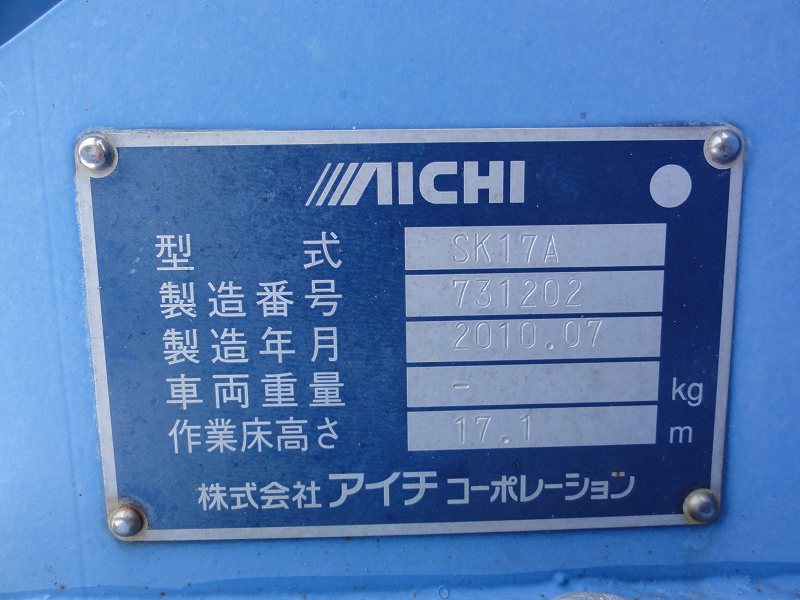 AICHI
型式 SK17A
製造番号 731202
製造年月 2010.07
車両重量 - kg
作業床高さ 17.1 m
株式会社 アイチ コーポレーション